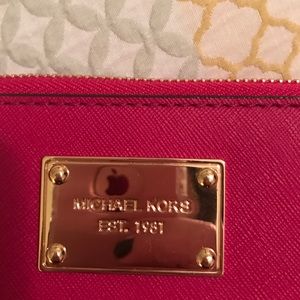 MICHAEL KORS
EST. 1981